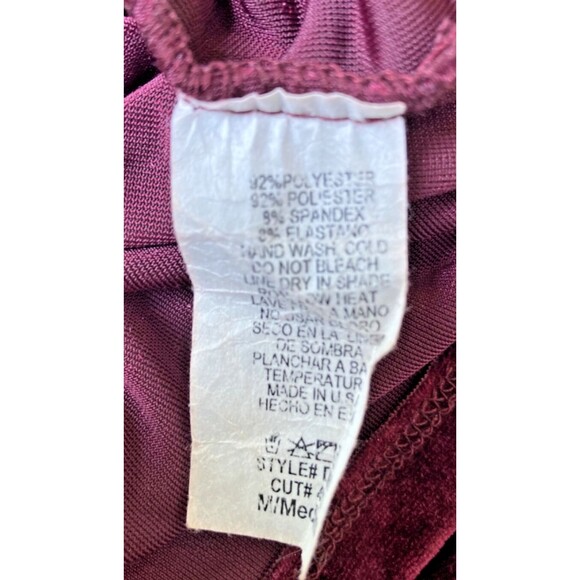 92% POLYESTER
92% POLIESTER
8% SPANDEX
8% ELASTANO
HAND WASH COLD
DO NOT BLEACH
LINE DRY IN SHADE
HEAT
LAVE A MANO
NO USAR
SECO EN LA
DE SOMBRA
PLANCHAR A BA
TEMPERATUR
MADE IN U.S
HECHO EN E
STYLE#
CUT#
M/Med